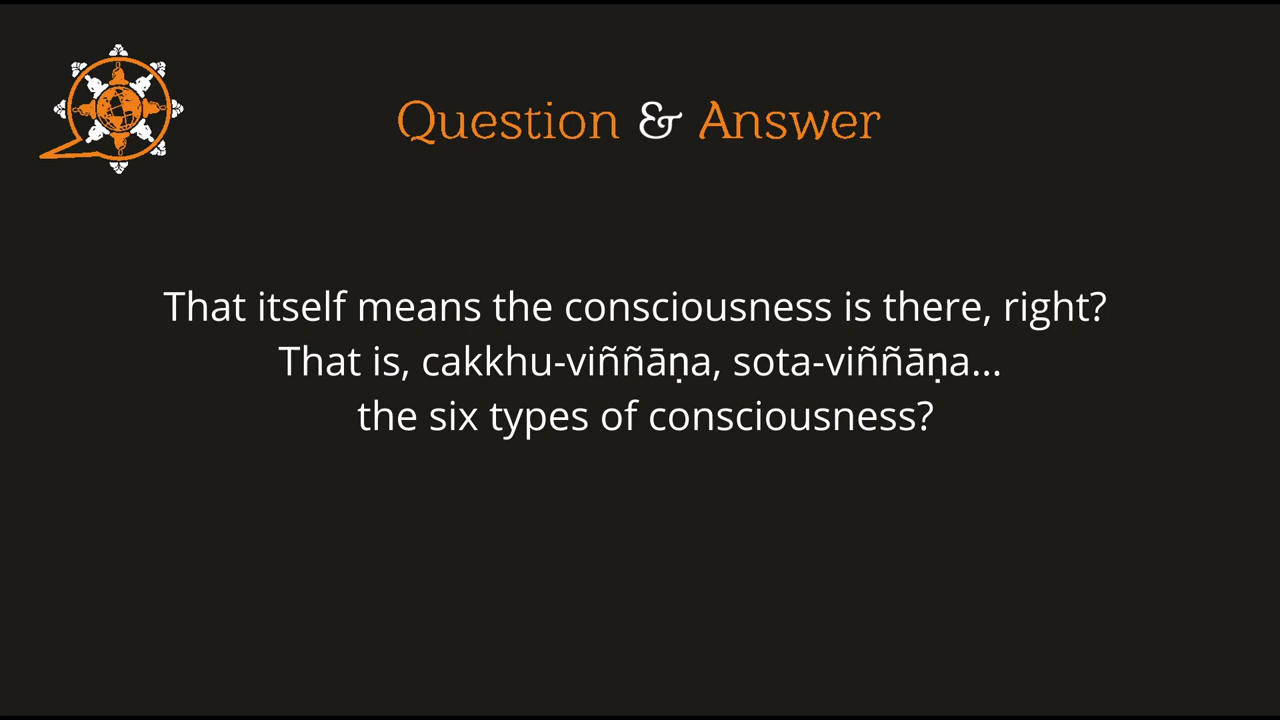 Question & Answer
That itself means the consciousness is there, right?
That is, cakkhu-viññāṇa, sota-viññāṇa...
the six types of consciousness?